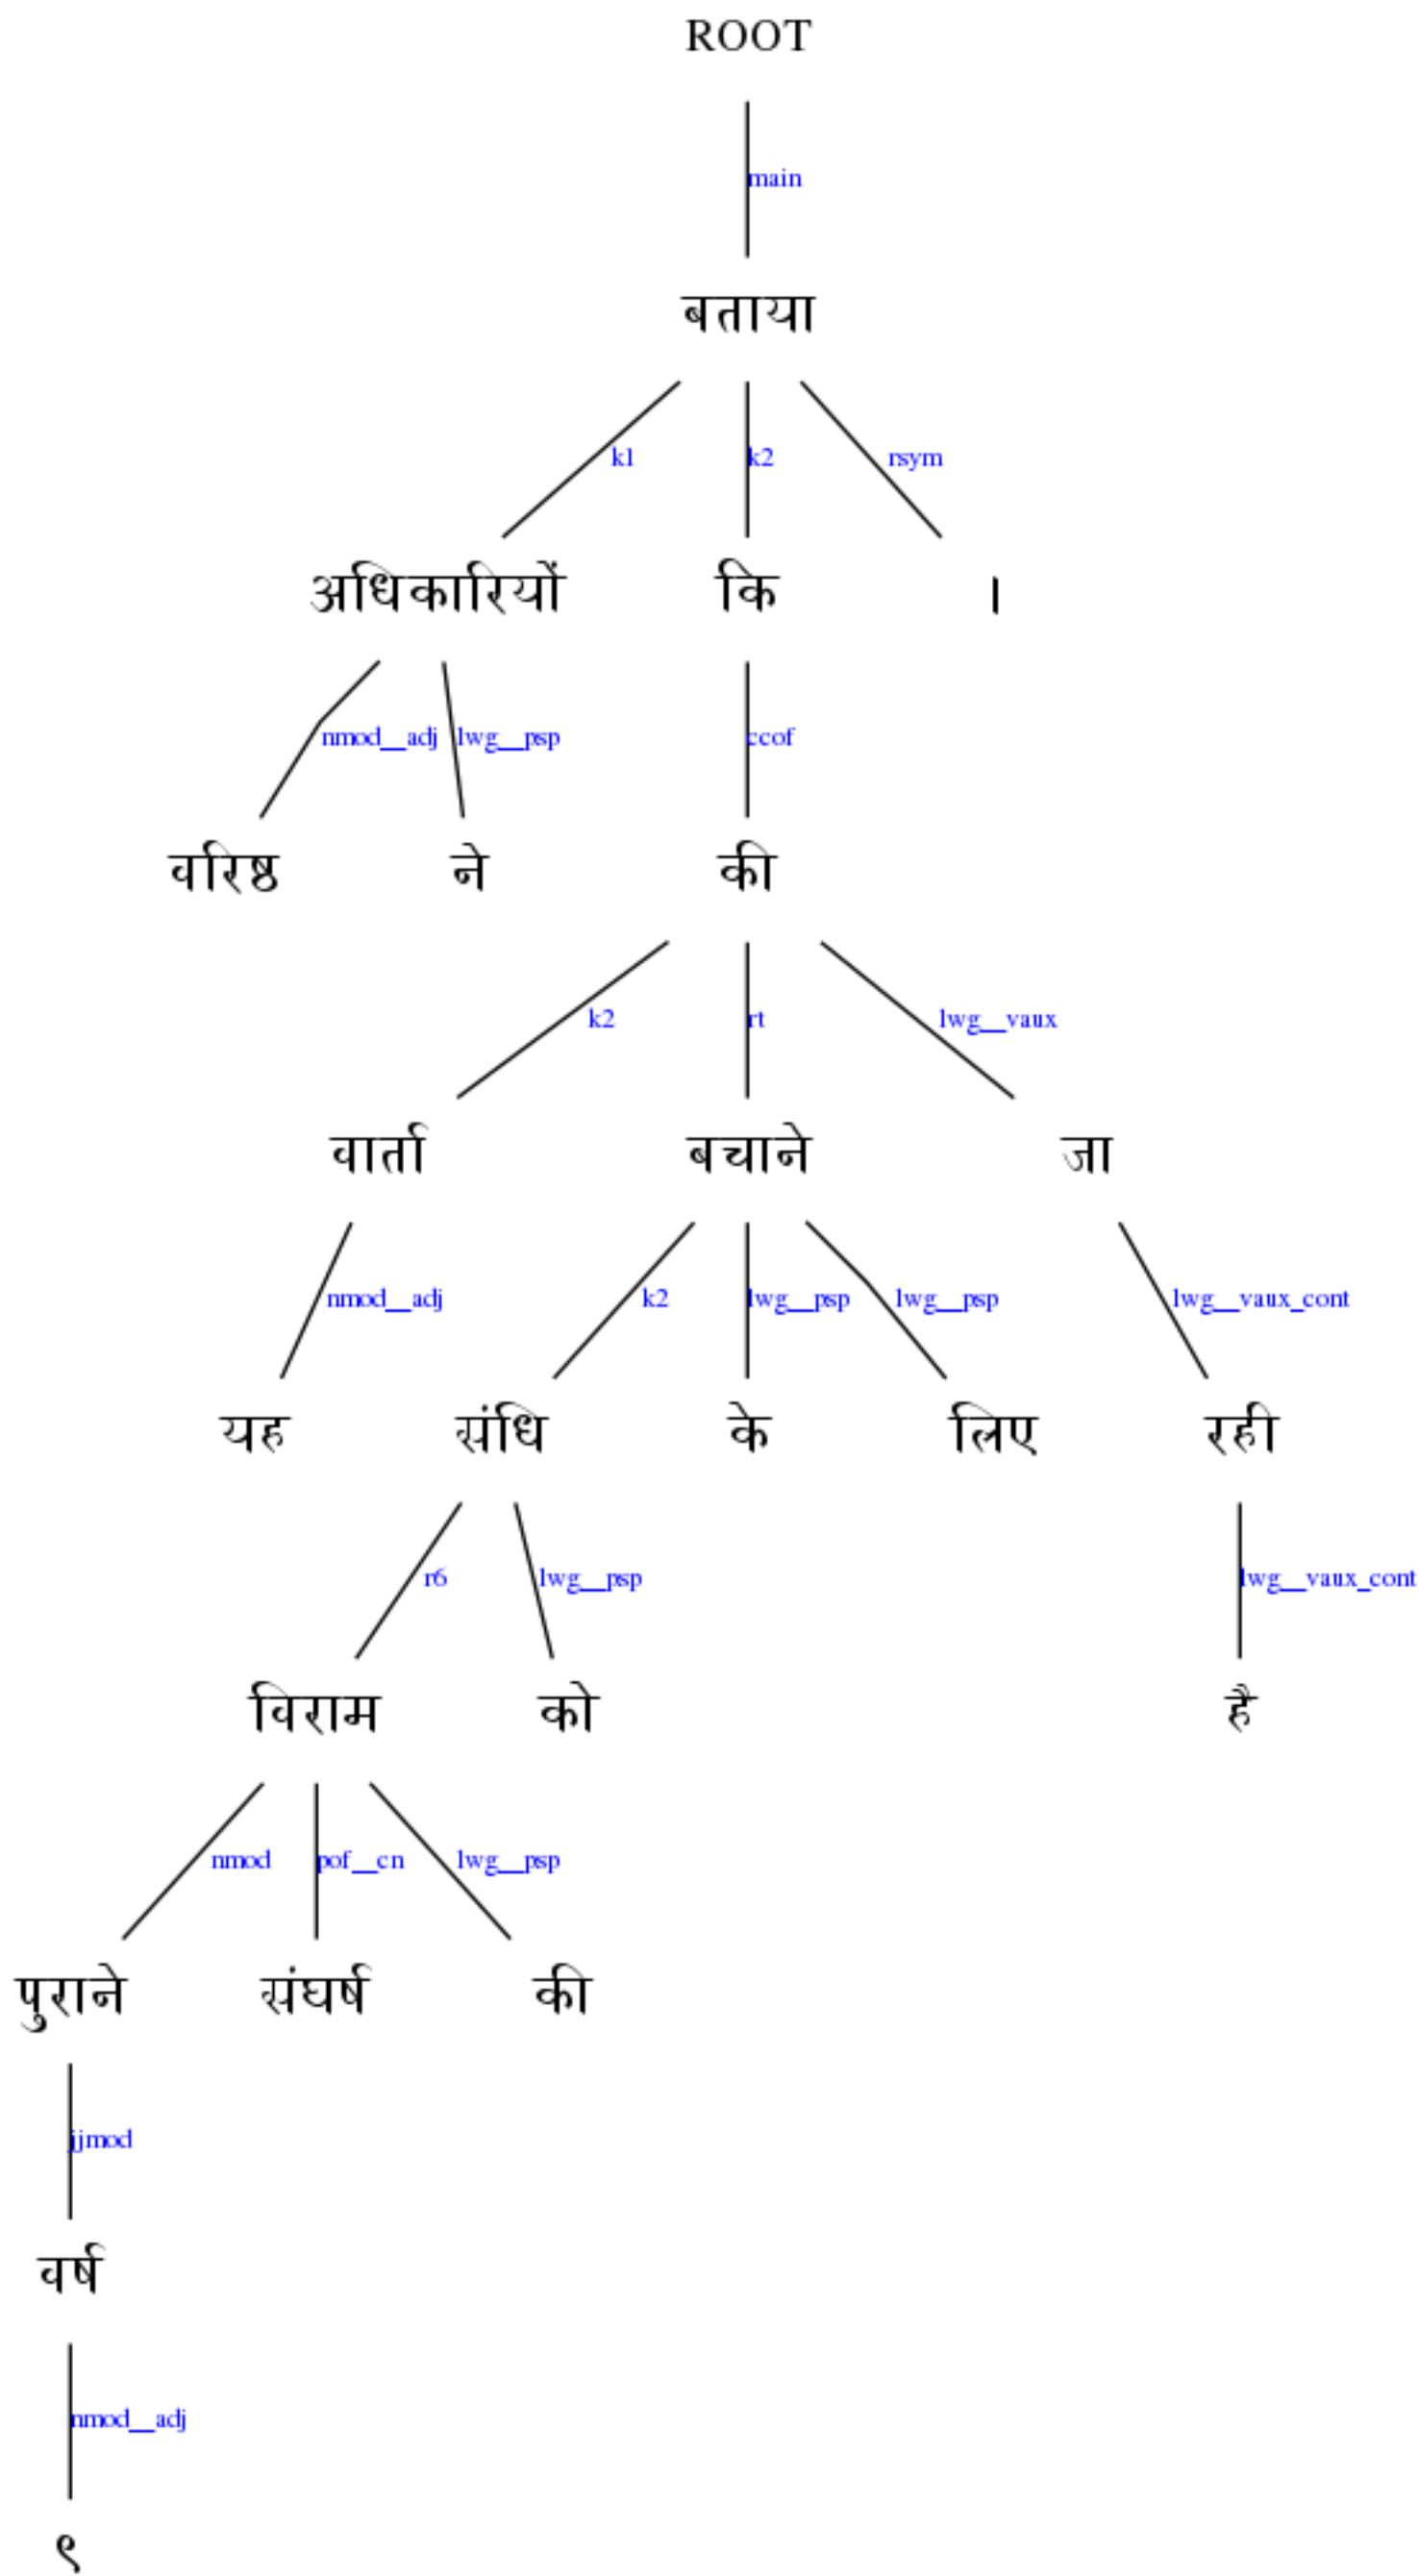 ROOT
main
बताया
k1 k2 rsym
अधिकारियों कि ।
nmod__adj lwg__psp ccof
वरिष्ठ ने की
k2 rt lwg__vaux
वार्ता बचाने जा
nmod__adj k2 lwg__psp lwg__psp lwg__vaux_cont
यह संधि के लिए रही
r6 lwg__psp lwg__vaux_cont
विराम को है
nmod pof__cn lwg__psp
पुराने संघर्ष की
jjmod
वर्ष
nmod__adj
९